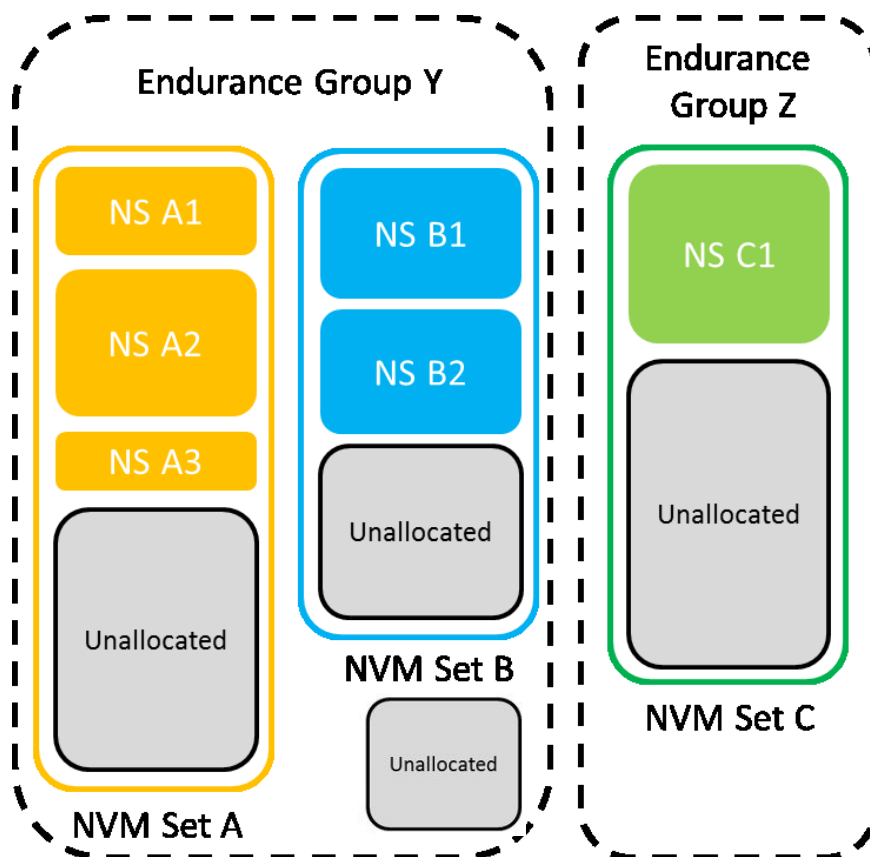 Endurance Group Y
NS A1
NS A2
NS A3
Unallocated
NVM Set A
NS B1
NS B2
Unallocated
NVM Set B
Unallocated
Endurance
Group Z
NS C1
Unallocated
NVM Set C